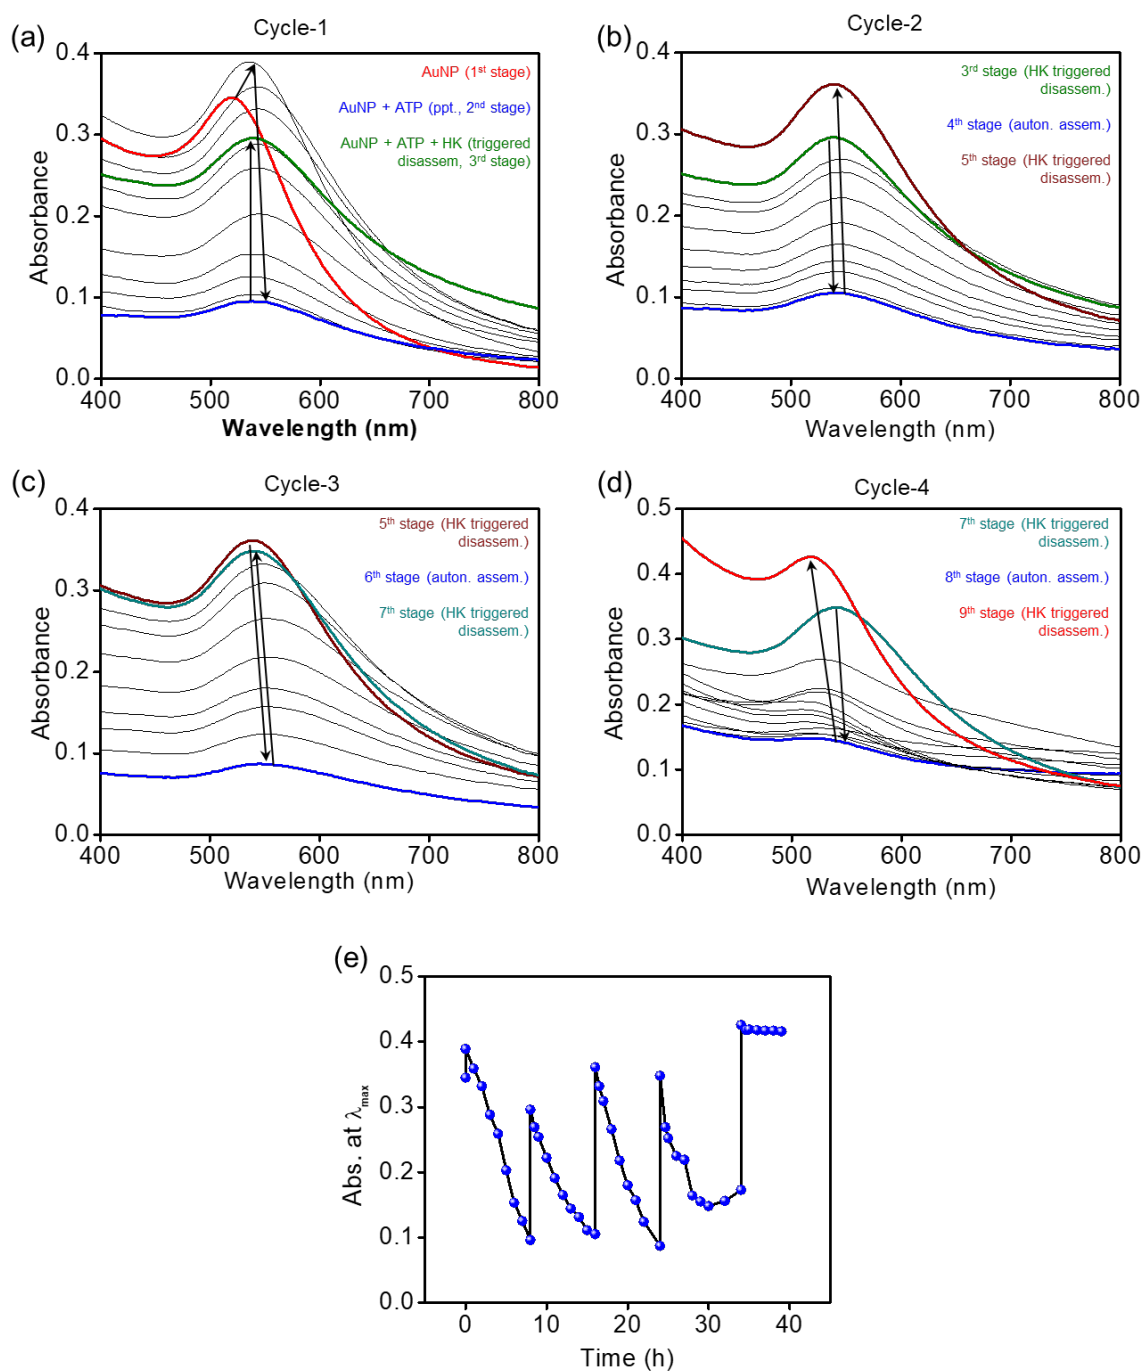 (a)
Cycle-1
0.4
0.3
0.2
0.1
0.0
Absorbance
AuNP (1st stage)
AuNP + ATP (ppt., 2nd stage)
AuNP + ATP + HK (triggered
disassem, 3rd stage)
400
500
600
700
800
Wavelength (nm)
(b)
Cycle-2
0.4
0.3
0.2
0.1
0.0
Absorbance
3rd stage (HK triggered
disassem.)
4th stage (auton. assem.)
5th stage (HK triggered
disassem.)
400
500
600
700
800
Wavelength (nm)
(c)
Cycle-3
0.4
0.3
0.2
0.1
0.0
Absorbance
5th stage (HK triggered
disassem.)
6th stage (auton. assem.)
7th stage (HK triggered
disassem.)
400
500
600
700
800
Wavelength (nm)
(d)
Cycle-4
0.5
0.4
0.3
0.2
0.1
0.0
Absorbance
7th stage (HK triggered
disassem.)
8th stage (auton. assem.)
9th stage (HK triggered
disassem.)
400
500
600
700
800
Wavelength (nm)
(e)
0.5
0.4
0.3
0.2
0.1
0.0
Abs. at λmax
0
10
20
30
40
Time (h)